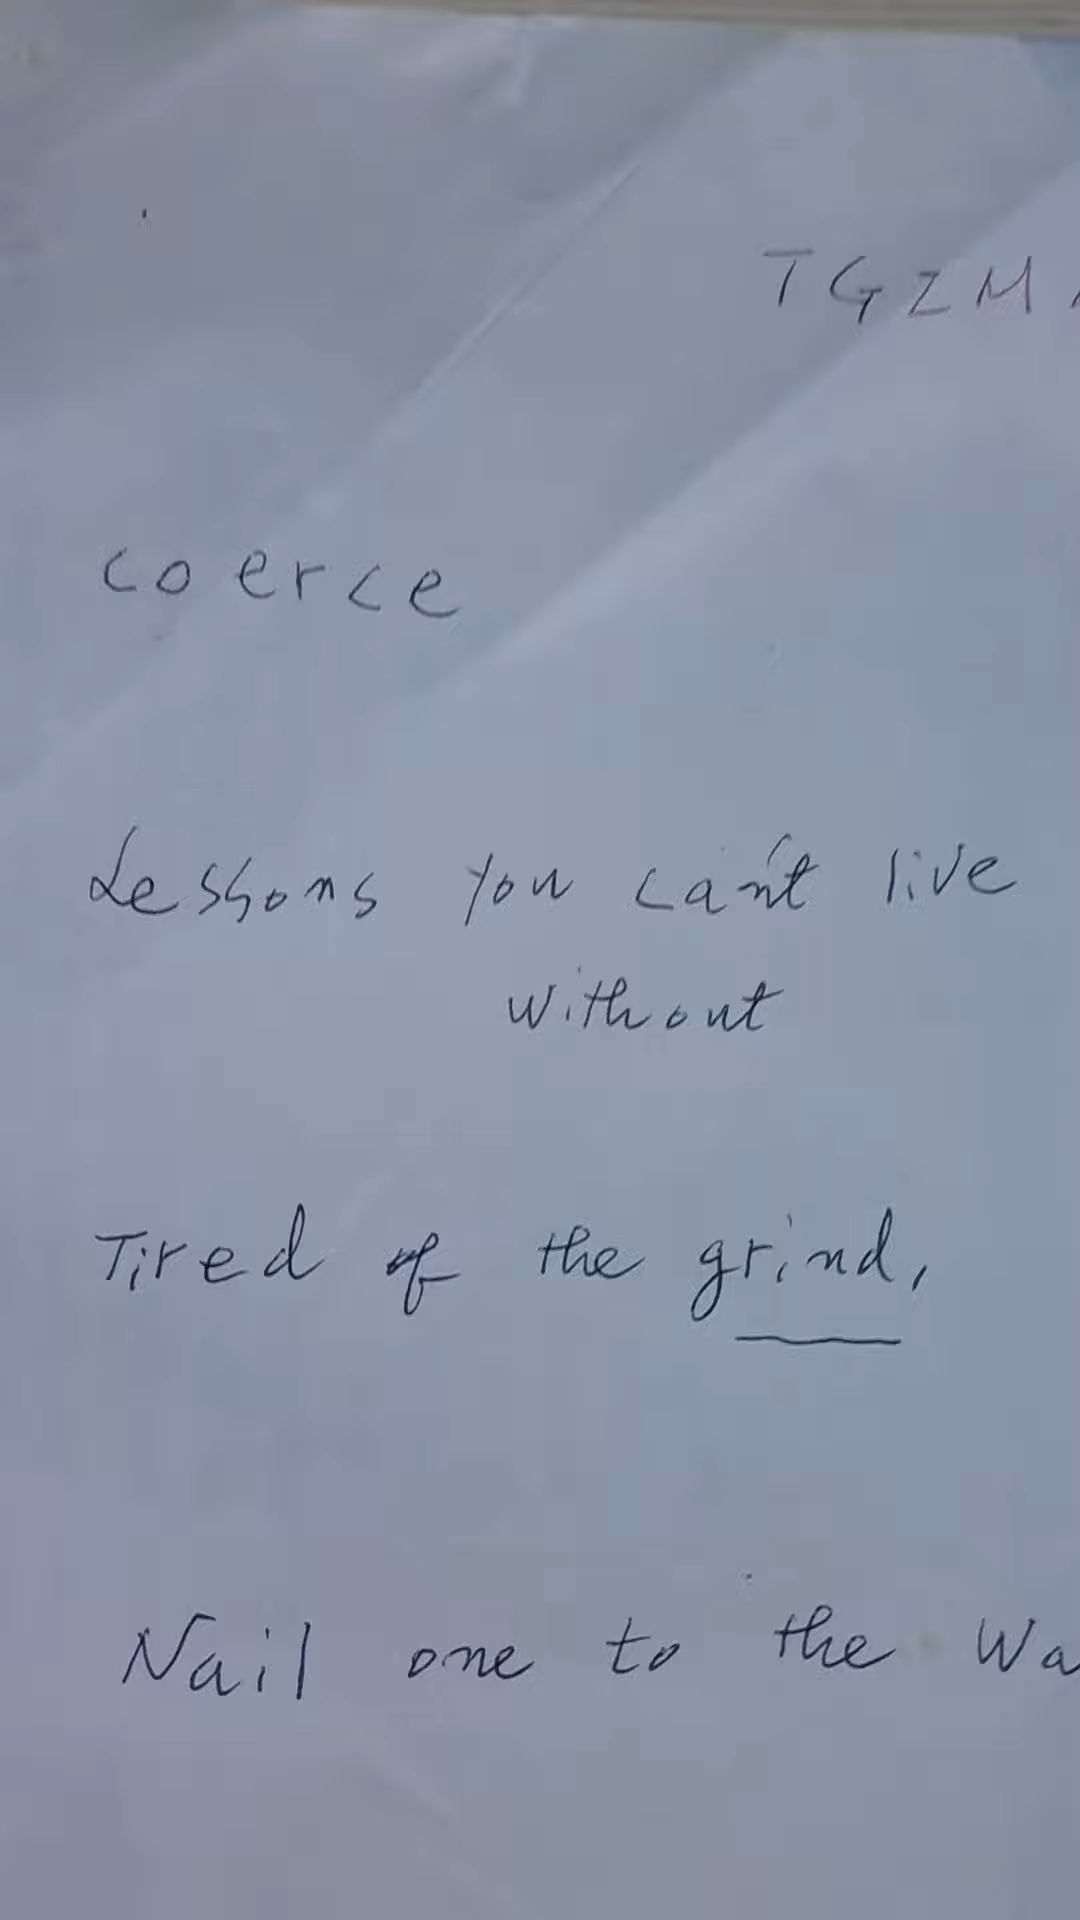 TGZM
coerce
Lessons you can't live
without
Tired of the grind,
Nail one to the